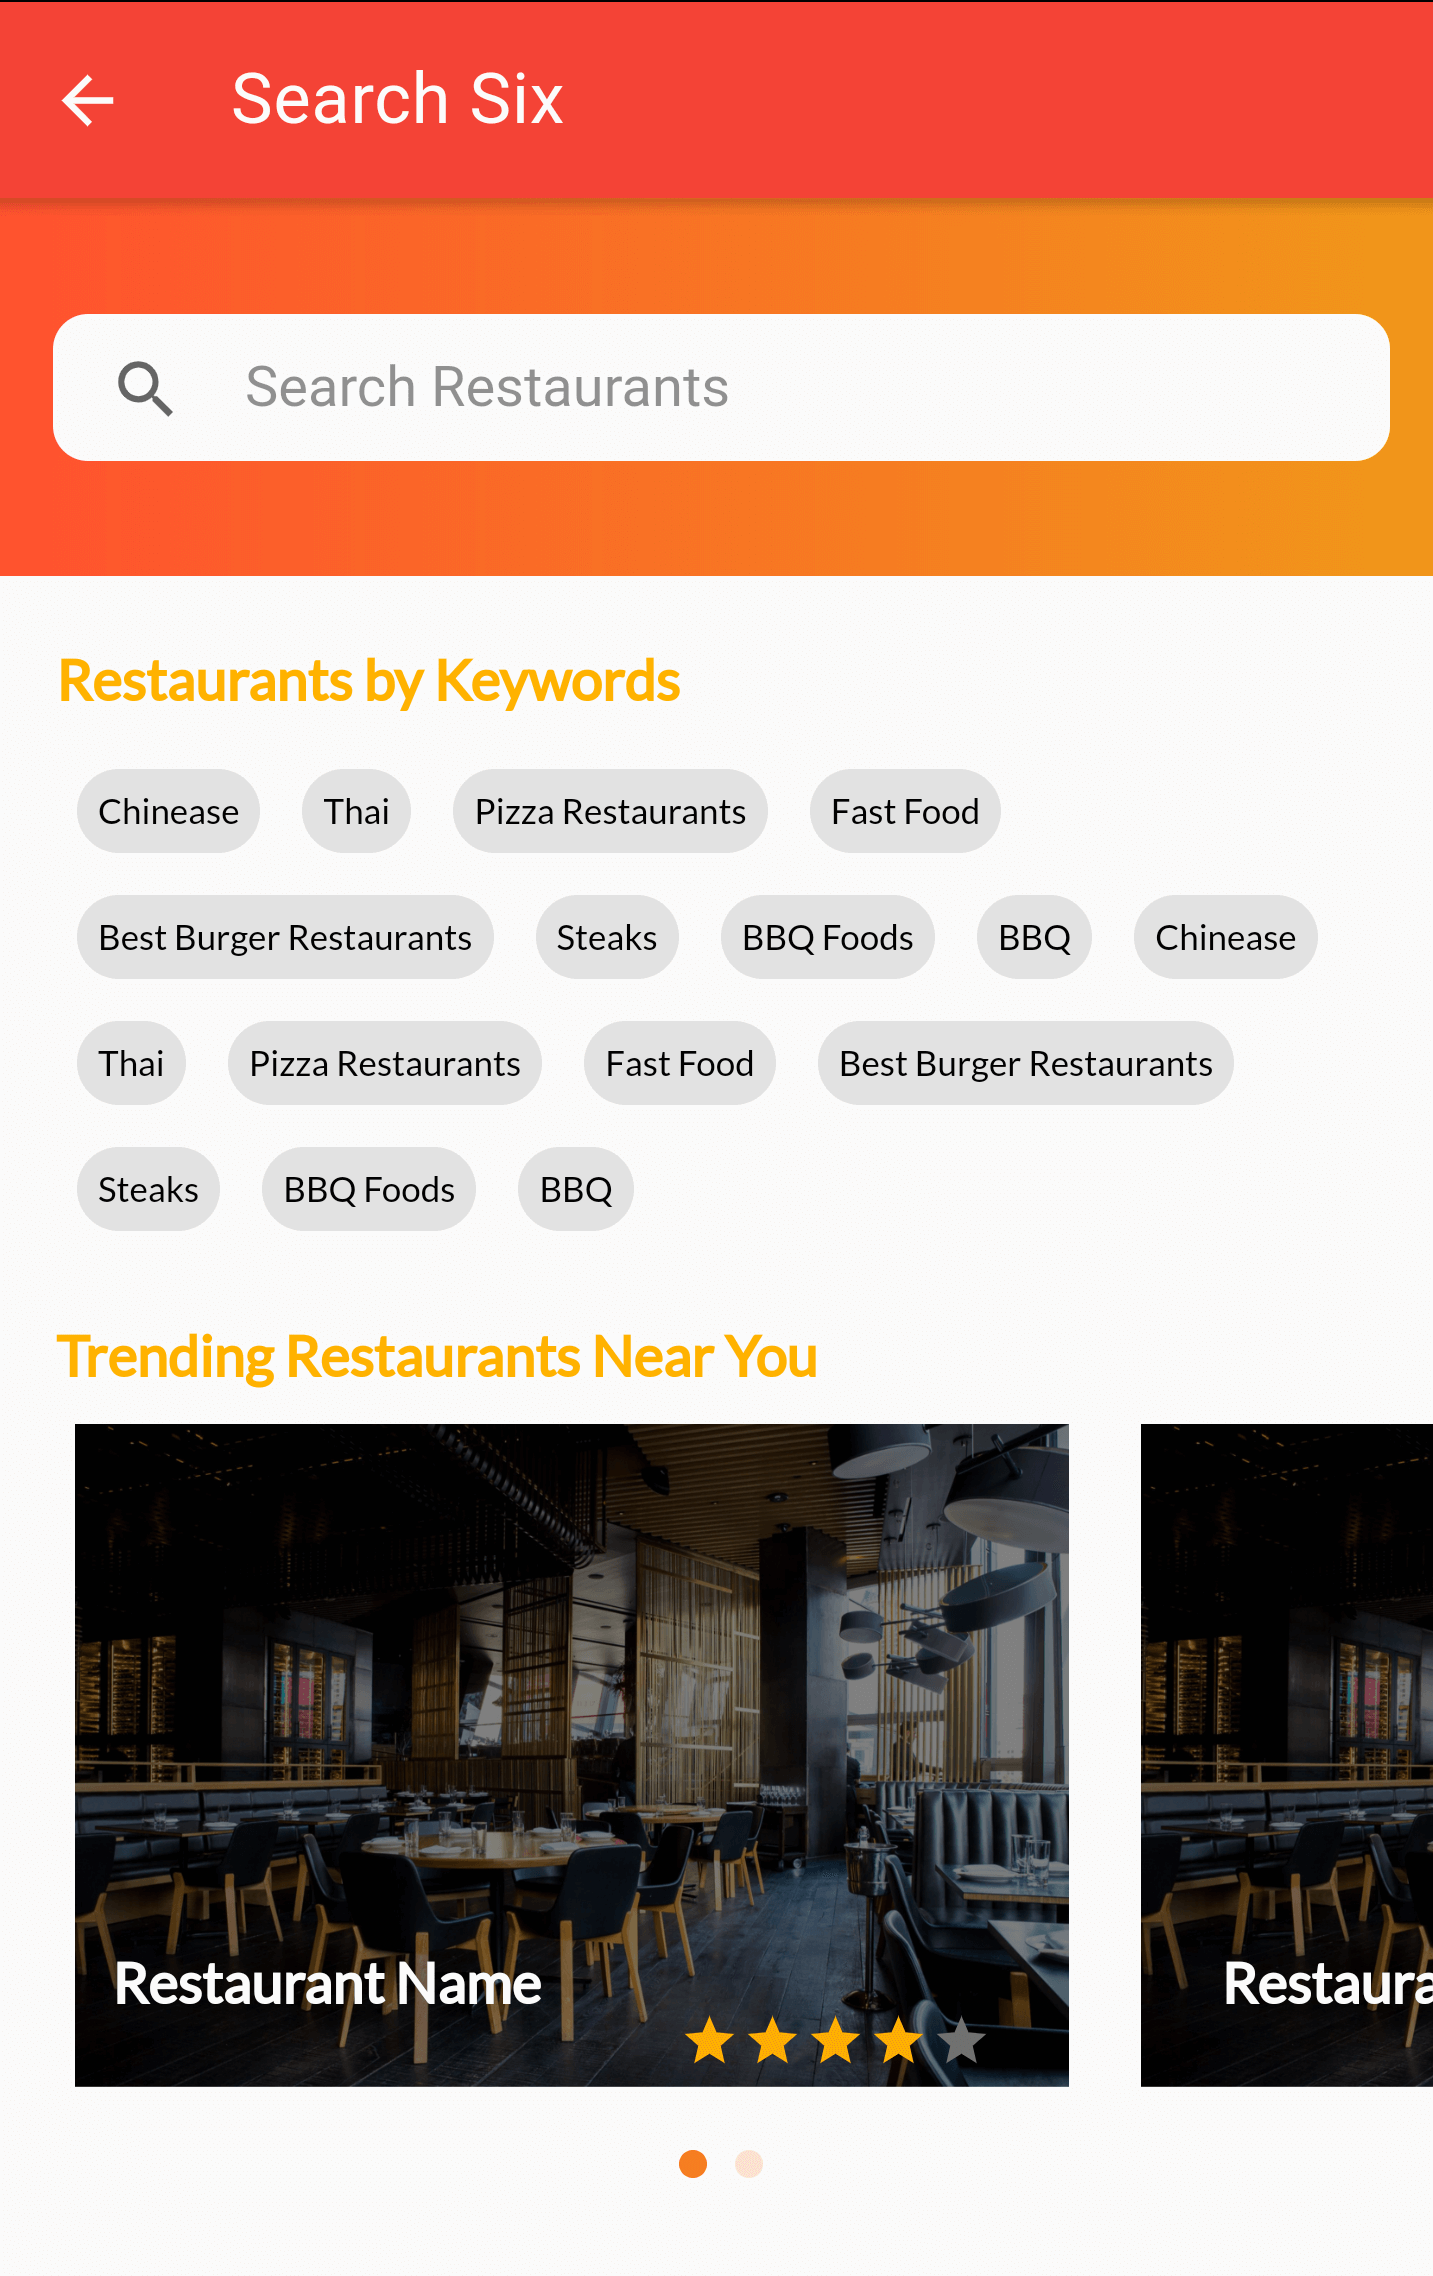 Search Six
Search Restaurants
Restaurants by Keywords
Chinease Thai Pizza Restaurants Fast Food
Best Burger Restaurants Steaks BBQ Foods BBQ Chinease
Thai Pizza Restaurants Fast Food Best Burger Restaurants
Steaks BBQ Foods BBQ
Trending Restaurants Near You
Restaurant Name Restaura